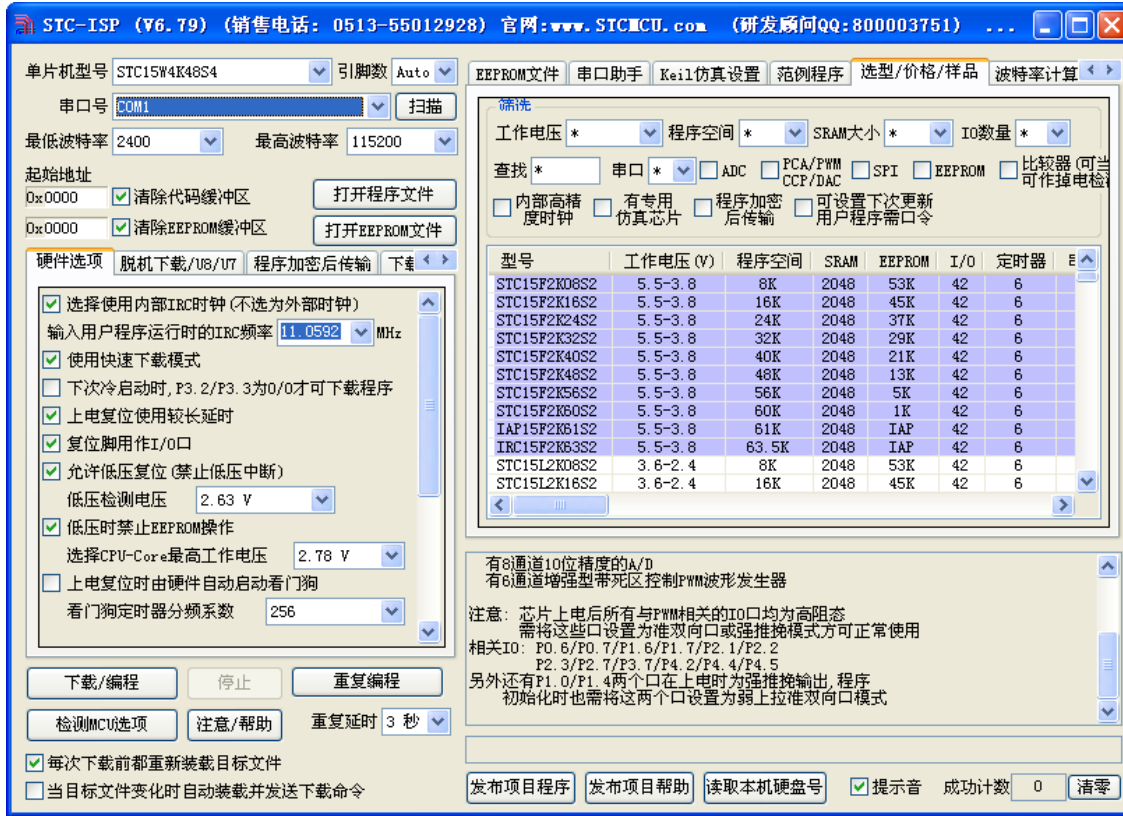 STC-ISP (V6.79) (销售电话: 0513-55012928) 官网:www.STCMCU.com (研发顾问QQ:800003751) ...
单片机型号 STC15W4K48S4 引脚数 Auto
串口号 COM1 扫描
最低波特率 2400 最高波特率 115200
起始地址
0x0000 清除代码缓冲区 打开程序文件
0x0000 清除EEPROM缓冲区 打开EEPROM文件
硬件选项 脱机下载/U8/U7 程序加密后传输 下载
选择使用内部IRC时钟(不选为外部时钟)
输入用户程序运行时的IRC频率 11.0592 MHz
使用快速下载模式
下次冷启动时,P3.2/P3.3为0/0才可下载程序
上电复位使用较长延时
复位脚用作I/O口
允许低压复位(禁止低压中断)
低压检测电压 2.63 V
低压时禁止EEPROM操作
选择CPU-Core最高工作电压 2.78 V
上电复位时由硬件自动启动看门狗
看门狗定时器分频系数 256
下载/编程 停止 重复编程
检测MCU选项 注意/帮助 重复延时 3 秒
每次下载前都重新装载目标文件
当目标文件变化时自动装载并发送下载命令
EEPROM文件 串口助手 Keil仿真设置 范例程序 选型/价格/样品 波特率计算
筛选
工作电压 * 程序空间 * SRAM大小 * IO数量 *
查找 * 串口 * ADC PCA/PWM CCP/DAC SPI EEPROM 比较器(可当 可作掉电检
内部高精度时钟 有专用仿真芯片 程序加密后传输 可设置下次更新用户程序需口令
型号 工作电压(V) 程序空间 SRAM EEPROM I/O 定时器
STC15F2K08S2 5.5-3.8 8K 2048 53K 42 6
STC15F2K16S2 5.5-3.8 16K 2048 45K 42 6
STC15F2K24S2 5.5-3.8 24K 2048 37K 42 6
STC15F2K32S2 5.5-3.8 32K 2048 29K 42 6
STC15F2K40S2 5.5-3.8 40K 2048 21K 42 6
STC15F2K48S2 5.5-3.8 48K 2048 13K 42 6
STC15F2K56S2 5.5-3.8 56K 2048 5K 42 6
STC15F2K60S2 5.5-3.8 60K 2048 1K 42 6
IAP15F2K61S2 5.5-3.8 61K 2048 IAP 42 6
IRC15F2K63S2 5.5-3.8 63.5K 2048 IAP 42 6
STC15L2K08S2 3.6-2.4 8K 2048 53K 42 6
STC15L2K16S2 3.6-2.4 16K 2048 45K 42 6
有8通道10位精度的A/D
有6通道增强型带死区控制PWM波形发生器
注意: 芯片上电后所有与PWM相关的IO口均为高阻态
需将这些口设置为准双向口或强推挽模式方可正常使用
相关IO: P0.6/P0.7/P1.6/P1.7/P2.1/P2.2
P2.3/P2.7/P3.7/P4.2/P4.4/P4.5
另外还有P1.0/P1.4两个口在上电时为强推挽输出,程序
初始化时也需将这两个口设置为弱上拉准双向口模式
发布项目程序 发布项目帮助 读取本机硬盘号 提示音 成功计数 0 清零